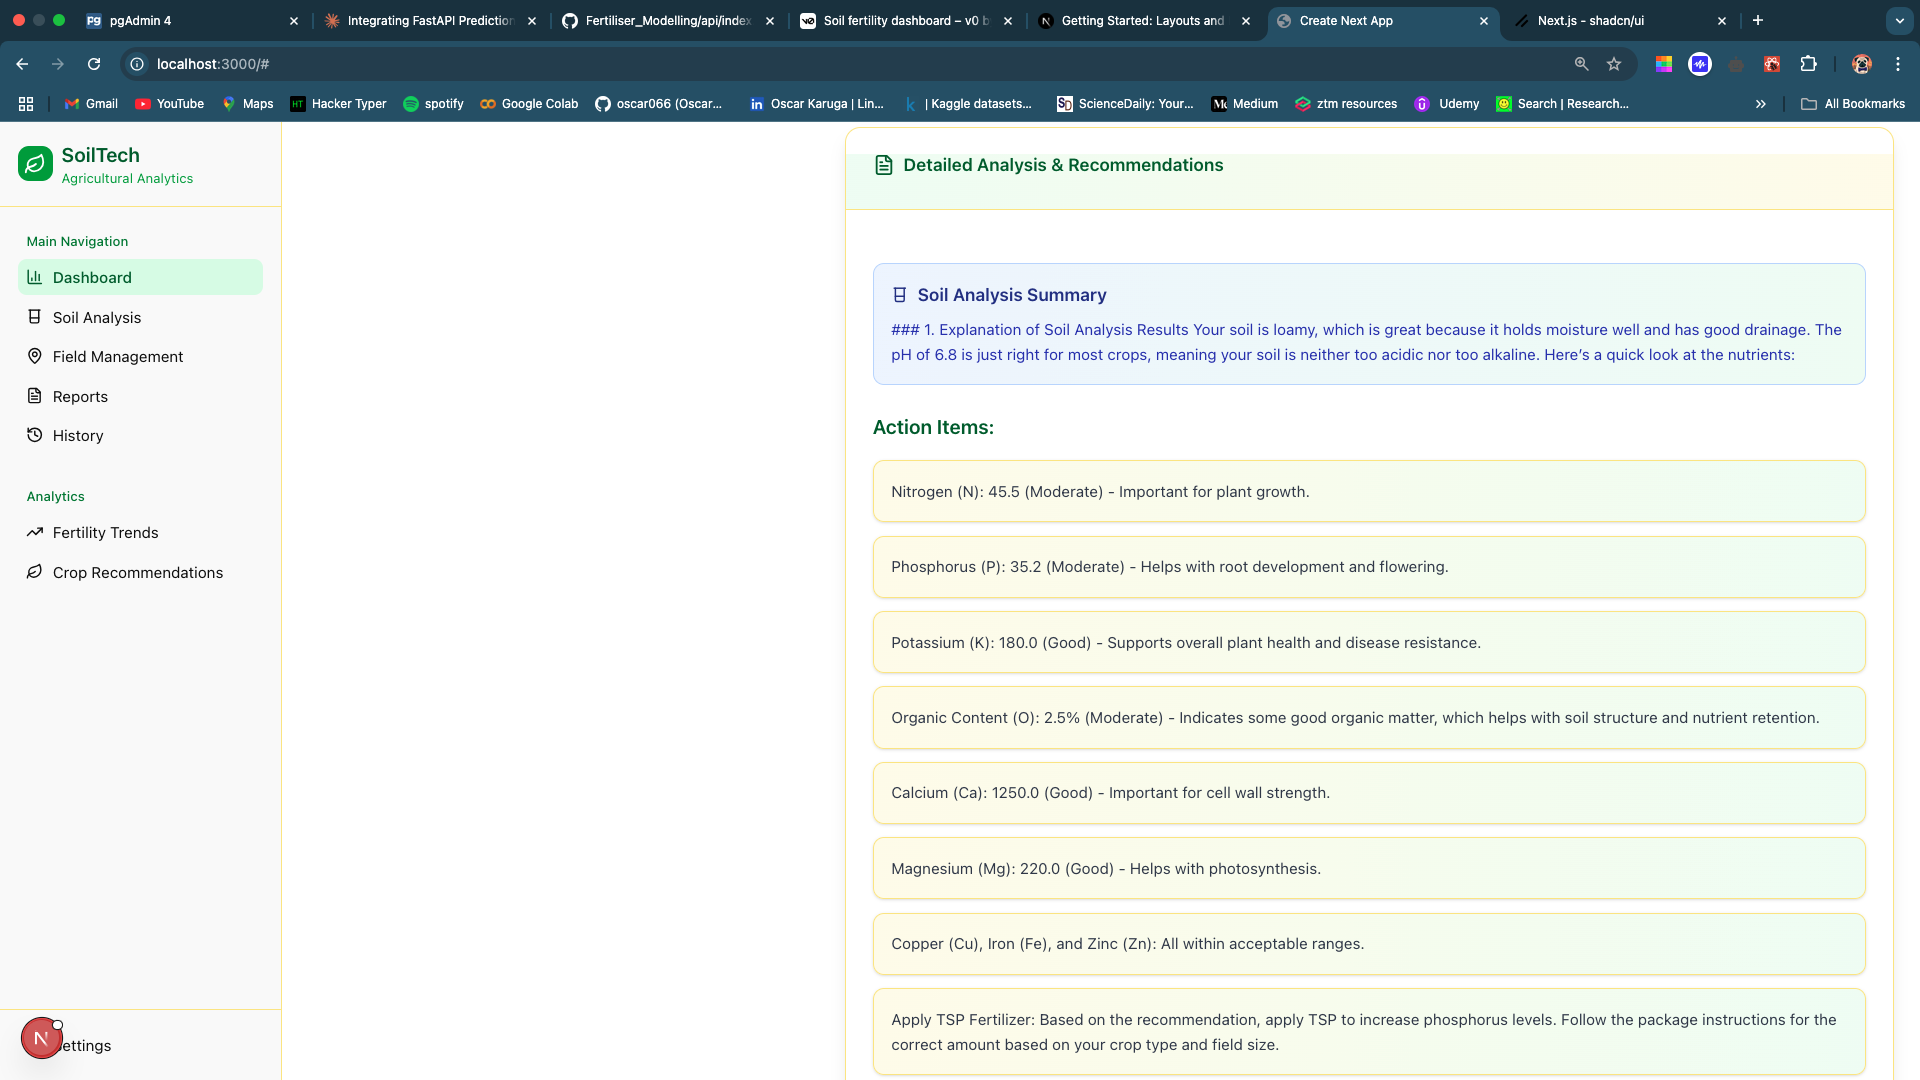 pgAdmin 4
Integrating FastAPI Prediction
Fertiliser_Modelling/api/index
Soil fertility dashboard – v0 b
Getting Started: Layouts and
Create Next App
Next.js - shadcn/ui
localhost:3000/#
Gmail
YouTube
Maps
Hacker Typer
spotify
Google Colab
oscar066 (Oscar...
Oscar Karuga | Lin...
| Kaggle datasets...
ScienceDaily: Your...
Medium
ztm resources
Udemy
Search | Research...
»
All Bookmarks
SoilTech
Agricultural Analytics
Main Navigation
Dashboard
Soil Analysis
Field Management
Reports
History
Analytics
Fertility Trends
Crop Recommendations
N
ettings
Detailed Analysis & Recommendations
Soil Analysis Summary
### 1. Explanation of Soil Analysis Results Your soil is loamy, which is great because it holds moisture well and has good drainage. The
pH of 6.8 is just right for most crops, meaning your soil is neither too acidic nor too alkaline. Here’s a quick look at the nutrients:
Action Items:
Nitrogen (N): 45.5 (Moderate) - Important for plant growth.
Phosphorus (P): 35.2 (Moderate) - Helps with root development and flowering.
Potassium (K): 180.0 (Good) - Supports overall plant health and disease resistance.
Organic Content (O): 2.5% (Moderate) - Indicates some good organic matter, which helps with soil structure and nutrient retention.
Calcium (Ca): 1250.0 (Good) - Important for cell wall strength.
Magnesium (Mg): 220.0 (Good) - Helps with photosynthesis.
Copper (Cu), Iron (Fe), and Zinc (Zn): All within acceptable ranges.
Apply TSP Fertilizer: Based on the recommendation, apply TSP to increase phosphorus levels. Follow the package instructions for the
correct amount based on your crop type and field size.